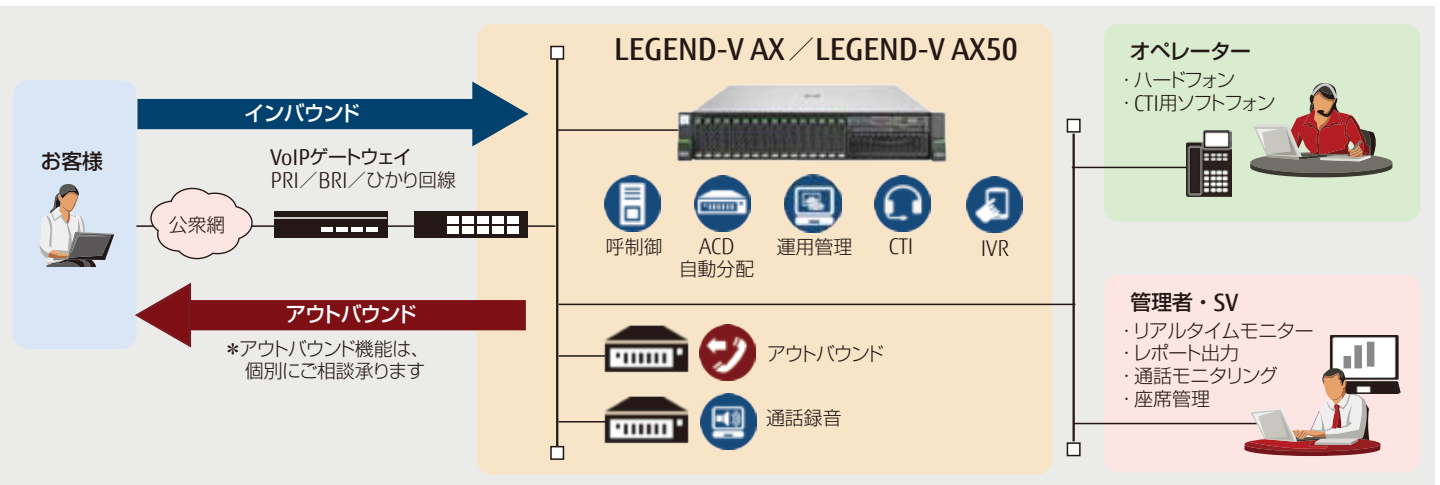 LEGEND-V AX／LEGEND-V AX50
お客様
インバウンド
VoIPゲートウェイ
PRI／BRI／ひかり回線
公衆網
アウトバウンド
*アウトバウンド機能は、
個別にご相談承ります
呼制御
ACD
自動分配
運用管理
CTI
IVR
アウトバウンド
通話録音
オペレーター
・ハードフォン
・CTI用ソフトフォン
管理者・SV
・リアルタイムモニター
・レポート出力
・通話モニタリング
・座席管理